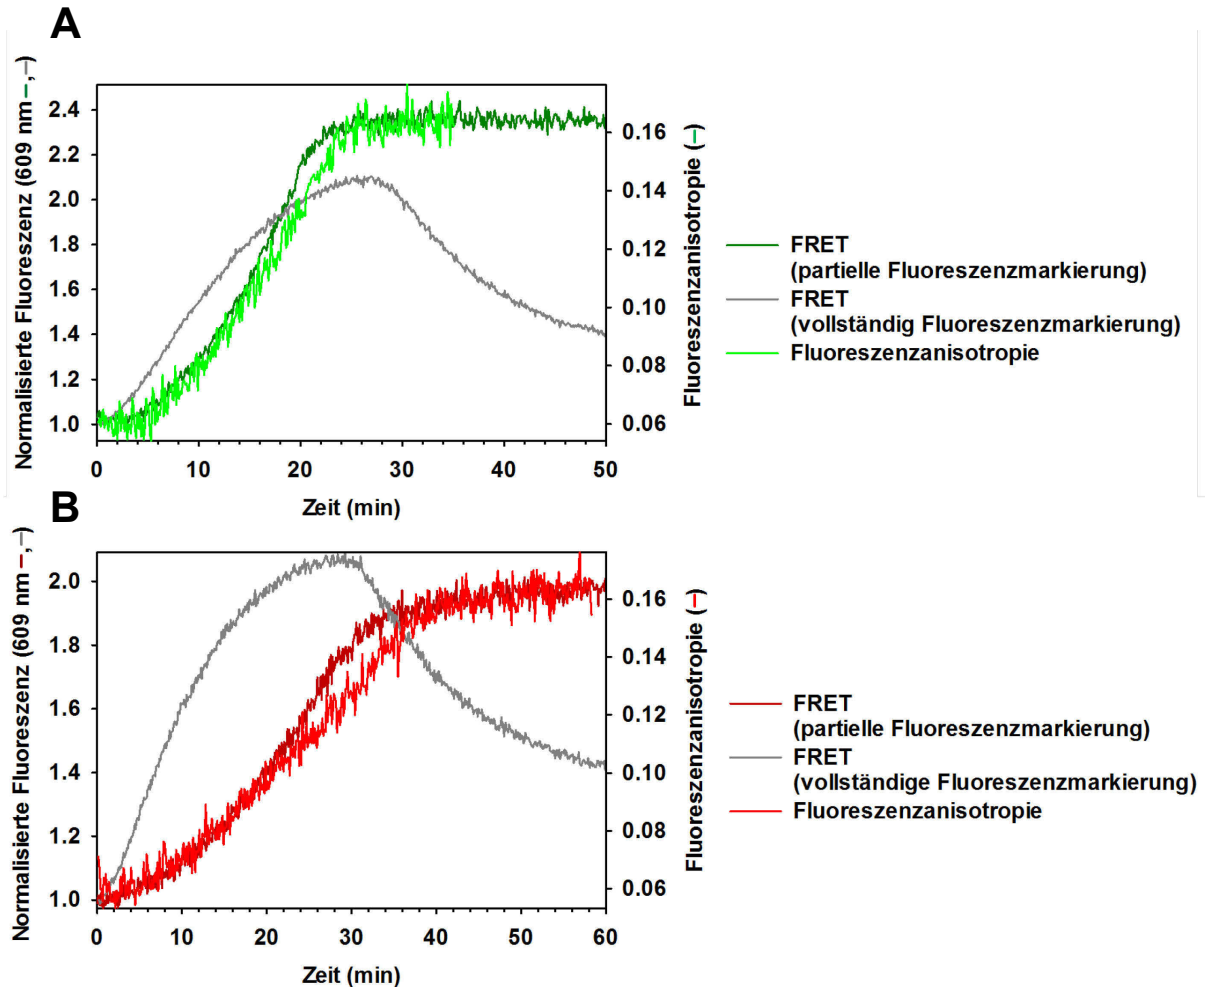 A
Normalisierte Fluoreszenz (609 nm –,–)
2.4
2.2
2.0
1.8
1.6
1.4
1.2
1.0
0.16
0.14
0.12
0.10
0.08
0.06
Fluoreszenzanisotropie (–)
0 10 20 30 40 50
Zeit (min)
FRET
(partielle Fluoreszenzmarkierung)
FRET
(vollständig Fluoreszenzmarkierung)
Fluoreszenzanisotropie
B
Normalisierte Fluoreszenz (609 nm –,–)
2.0
1.8
1.6
1.4
1.2
1.0
0.16
0.14
0.12
0.10
0.08
0.06
Fluoreszenzanisotropie (–)
0 10 20 30 40 50 60
Zeit (min)
FRET
(partielle Fluoreszenzmarkierung)
FRET
(vollständige Fluoreszenzmarkierung)
Fluoreszenzanisotropie